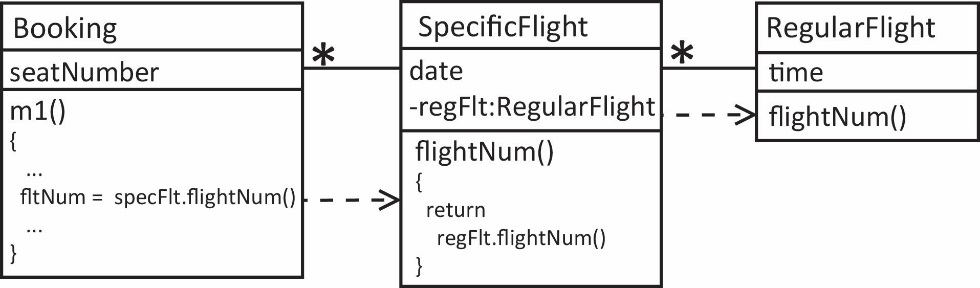 Booking
seatNumber
m1()
{
...
fltNum = specFlt.flightNum()
...
}
*
SpecificFlight
date
-regFlt:RegularFlight
flightNum()
{
return
regFlt.flightNum()
}
*
RegularFlight
time
flightNum()